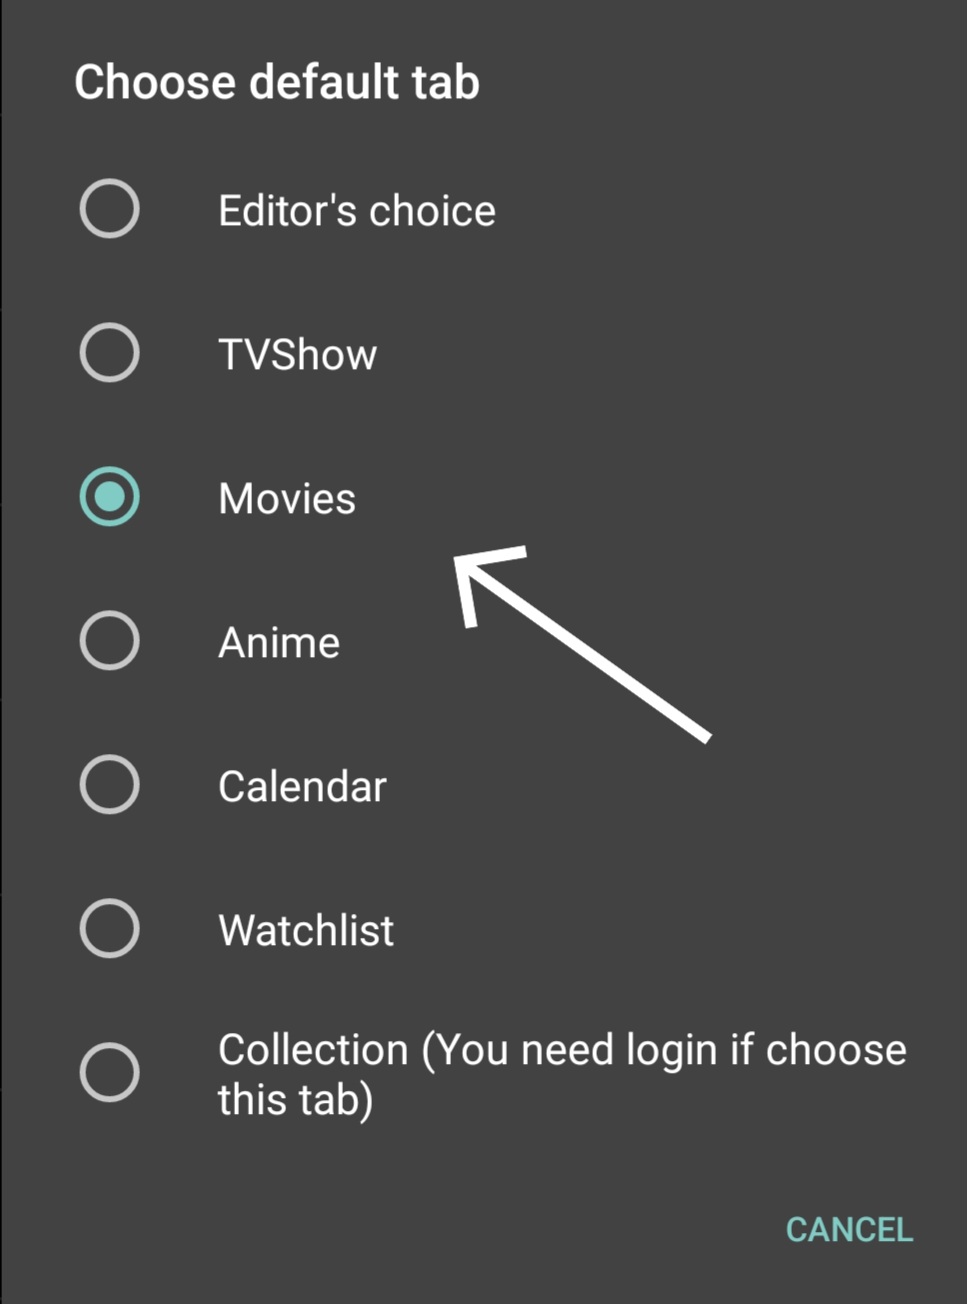 Choose default tab
Editor's choice
TVShow
Movies
Anime
Calendar
Watchlist
Collection (You need login if choose
this tab)
CANCEL